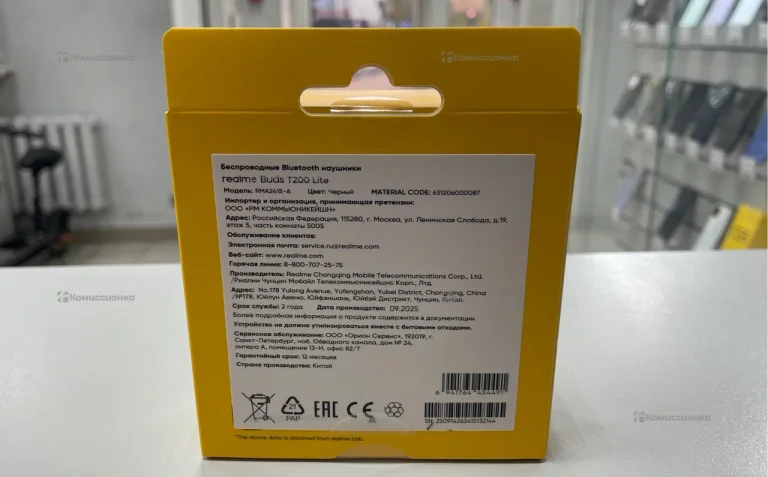 Комиссионка
Комиссионка
Беспроводные Bluetooth наушники
realme Buds T200 Lite
Модель: RMA2415-A Цвет: Черный MATERIAL CODE: 631206000087
Импортер и организация, принимающая претензии:
ООО «РМ КОММЬЮНИКЕЙШН»
Адрес: Российская Федерация, 115280, г. Москва, ул. Ленинская Слобода, д.19,
этаж 5, часть комнаты 5005
Обслуживание клиентов:
Электронная почта: service.ru@realme.com
Веб-сайт: www.realme.com
Горячая линия: 8-800-707-25-75
Производитель: Realme Chongqing Mobile Telecommunications Corp., Ltd.
/Риалми Чунцин Мобайл Телекоммьюникейшнс Корп., Лтд.
Адрес: No.178 Yulong Avenue, Yufengshan, Yubei District, Chongqing, China
/№178, Юйлун Авеню, Юйфэншань, Юйбэй Дистрикт, Чунцин, Китай.
Срок службы: 2 года Дата производства: 09.2025
Более подробная информация о продукте содержится в документации
Устройство не должно утилизироваться вместе с бытовыми отходами.
Сервисное обслуживание: ООО «Орион Сервис», 192019, г.
Санкт-Петербург, наб. Обводного канала, дом № 24,
литера А, помещение 13-Н, офис 82/7
Гарантийный срок: 12 месяцев
Страна производства: Китай
6 941764 454491
21
PAP
EAC CE
SN: 250914262415132144
*The above data is obtained from realme Lab.
Комиссионка
Комиссионка